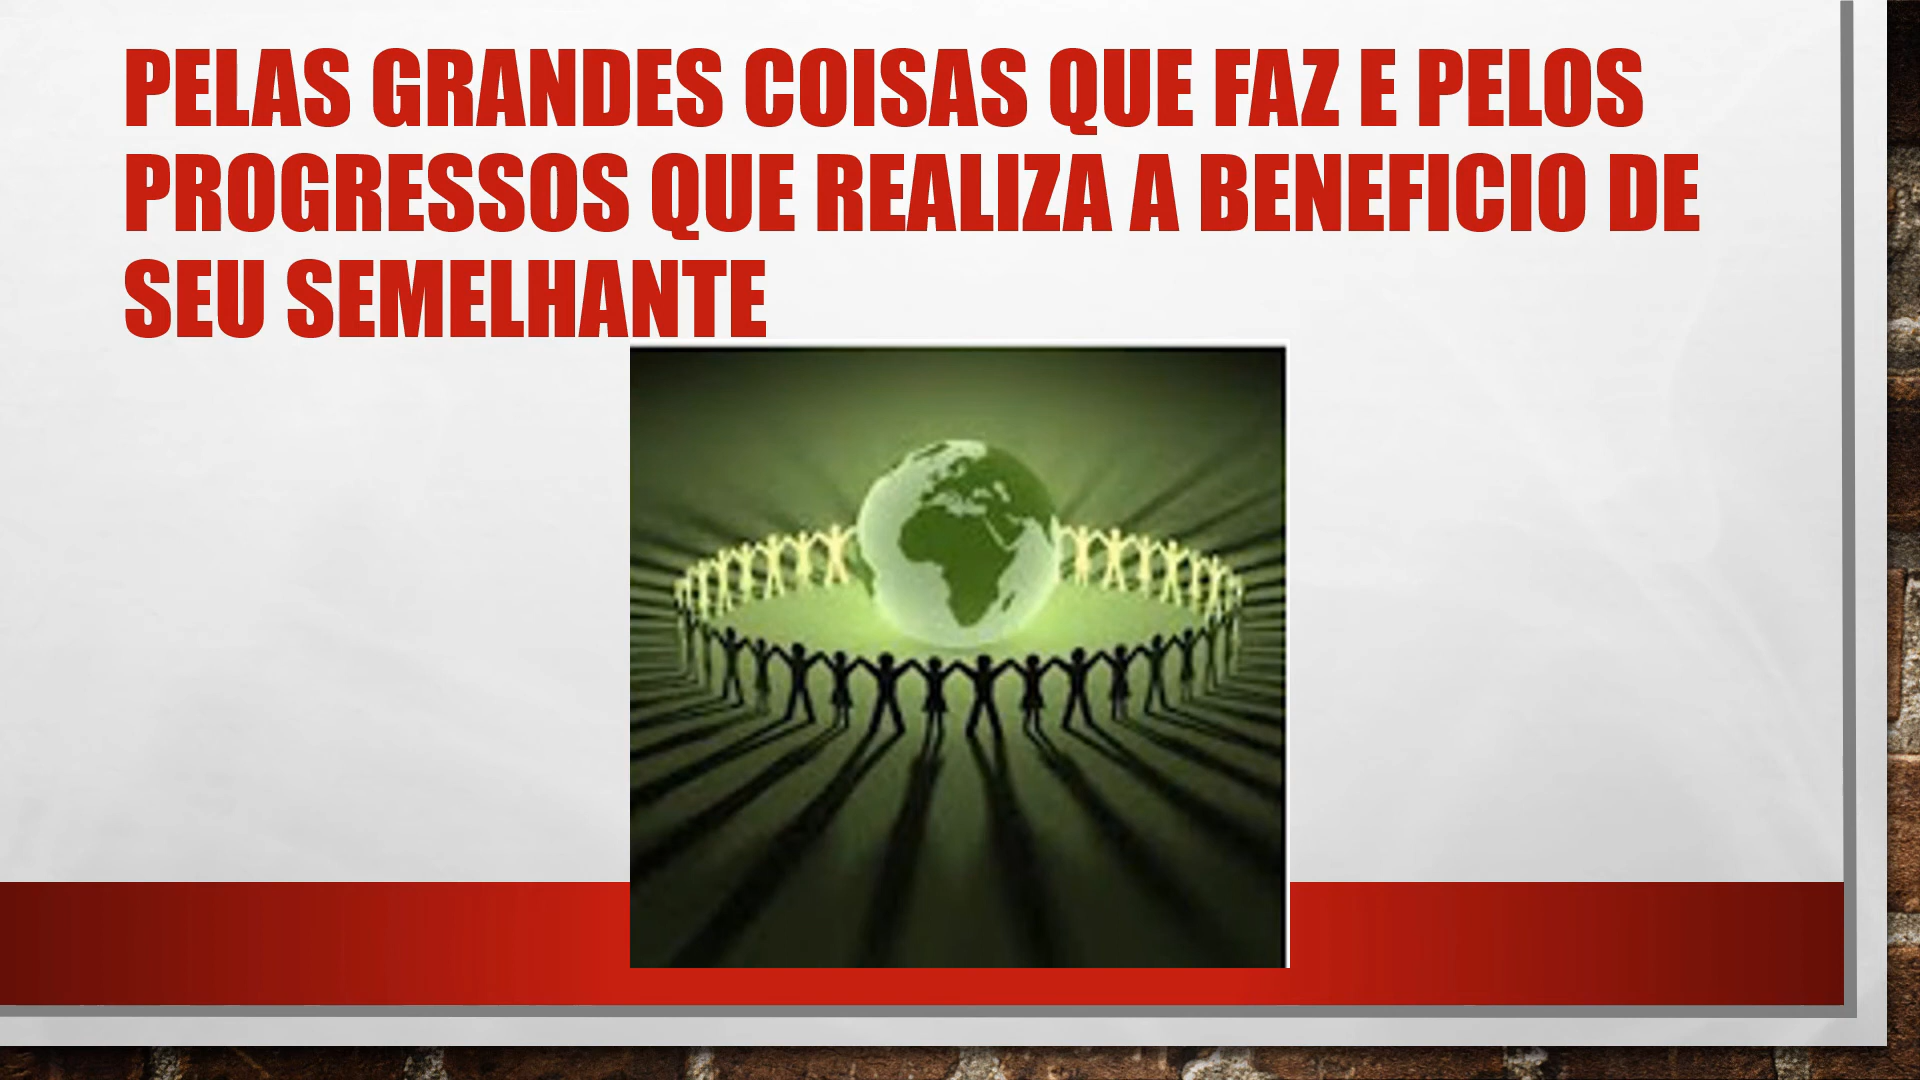 PELAS GRANDES COISAS QUE FAZ E PELOS
PROGRESSOS QUE REALIZA A BENEFICIO DE
SEU SEMELHANTE